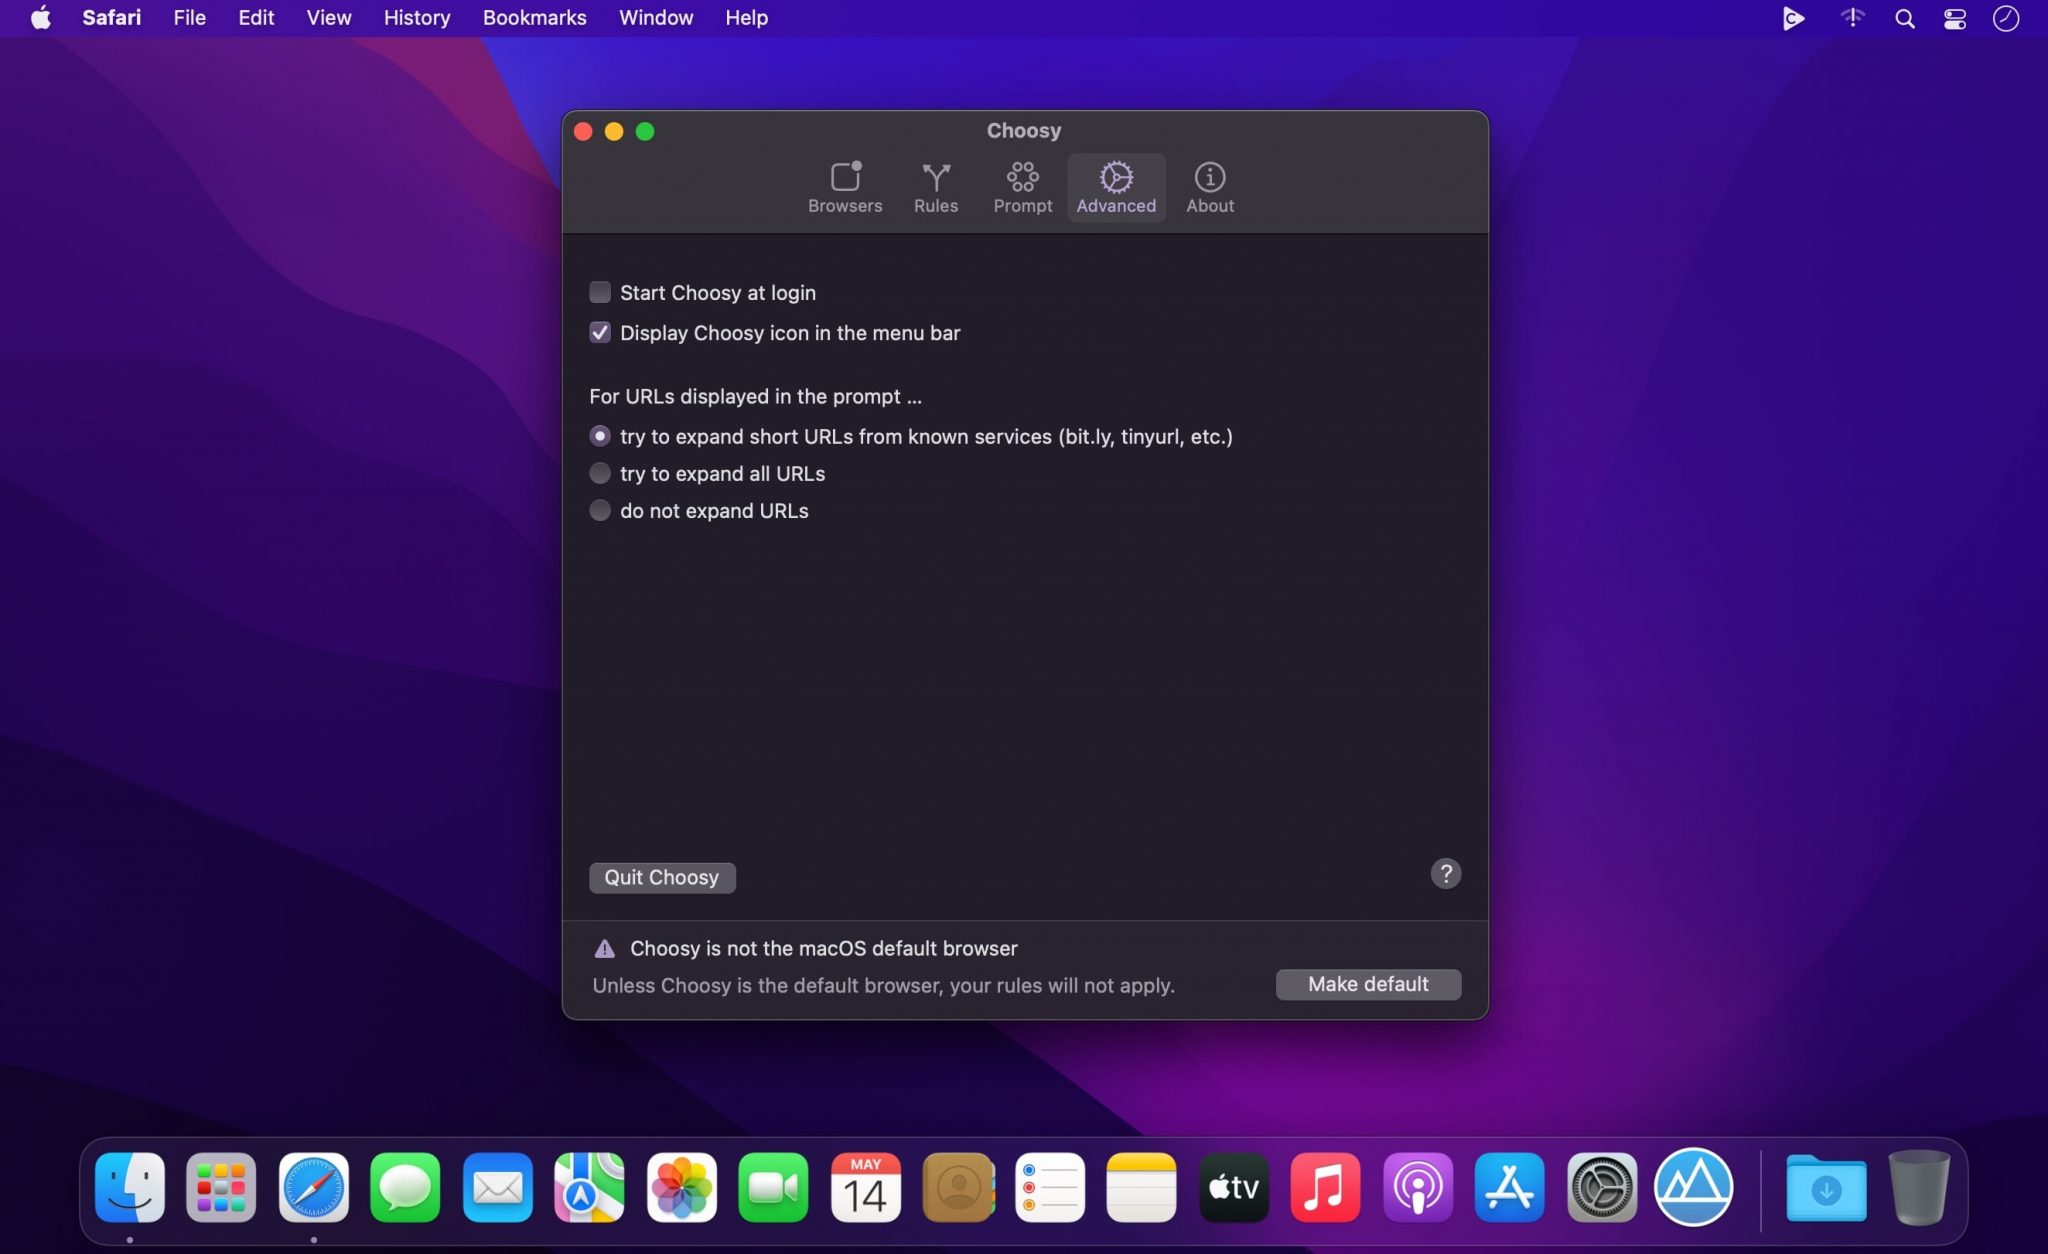 Safari File Edit View History Bookmarks Window Help
Choosy
Browsers Rules Prompt Advanced About
Start Choosy at login
Display Choosy icon in the menu bar
For URLs displayed in the prompt ...
try to expand short URLs from known services (bit.ly, tinyurl, etc.)
try to expand all URLs
do not expand URLs
Quit Choosy ?
Choosy is not the macOS default browser
Unless Choosy is the default browser, your rules will not apply.
Make default
MAY
14
tv